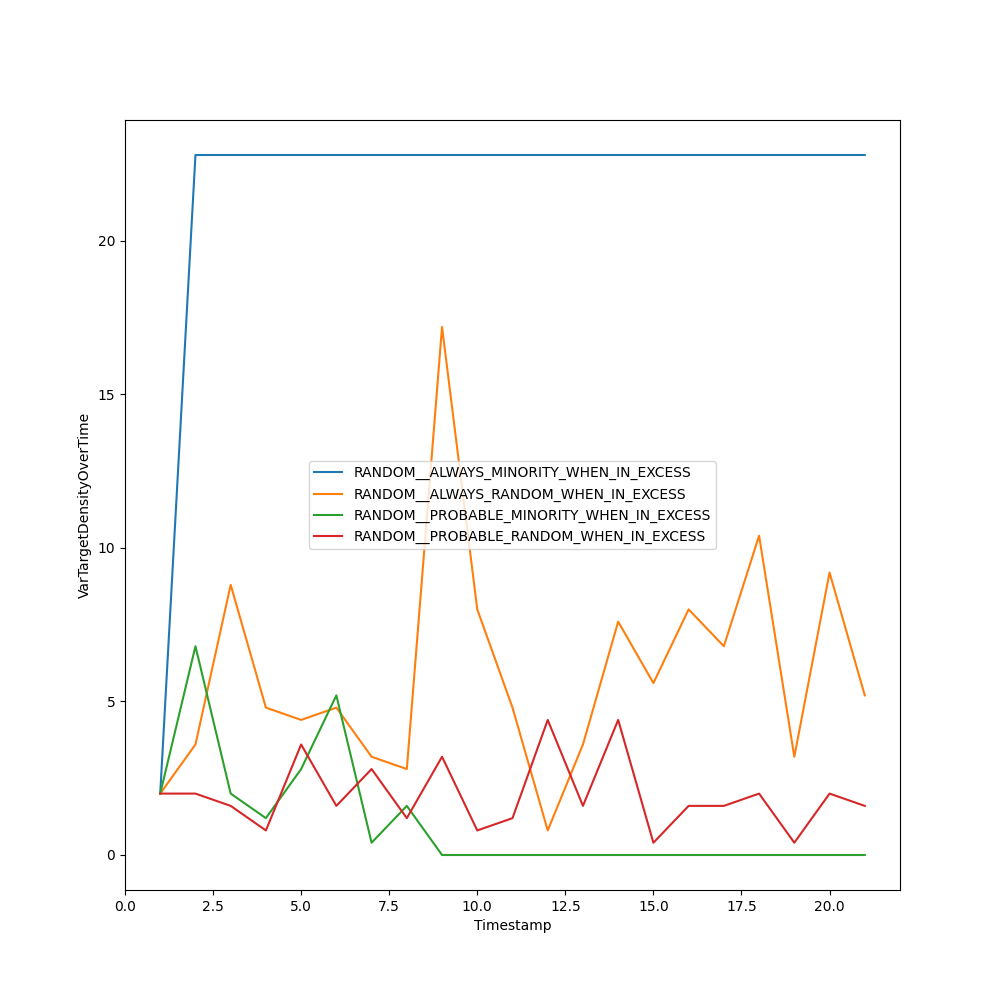 20
15
10
5
0
VarTargetDensityOverTime
RANDOM__ALWAYS_MINORITY_WHEN_IN_EXCESS
RANDOM__ALWAYS_RANDOM_WHEN_IN_EXCESS
RANDOM__PROBABLE_MINORITY_WHEN_IN_EXCESS
RANDOM__PROBABLE_RANDOM_WHEN_IN_EXCESS
0.0 2.5 5.0 7.5 10.0 12.5 15.0 17.5 20.0
Timestamp